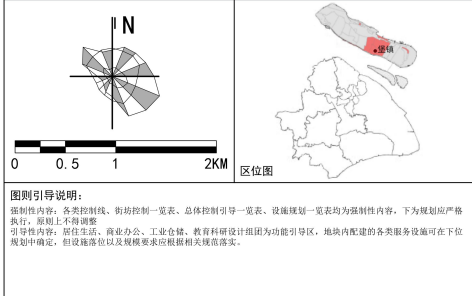 N
堡镇
0 0.5 1 2KM
区位图
图则引导说明：
强制性内容：各类控制线、街坊控制一览表、总体控制引导一览表、设施规划一览表均为强制性内容，下为规划应严格
执行，原则上不得调整
引导性内容：居住生活、商业办公、工业仓储、教育科研设计组团为功能引导区，地块内配建的各类服务设施可在下位
规划中确定，但设施落位以及规模要求应根据相关规范落实。